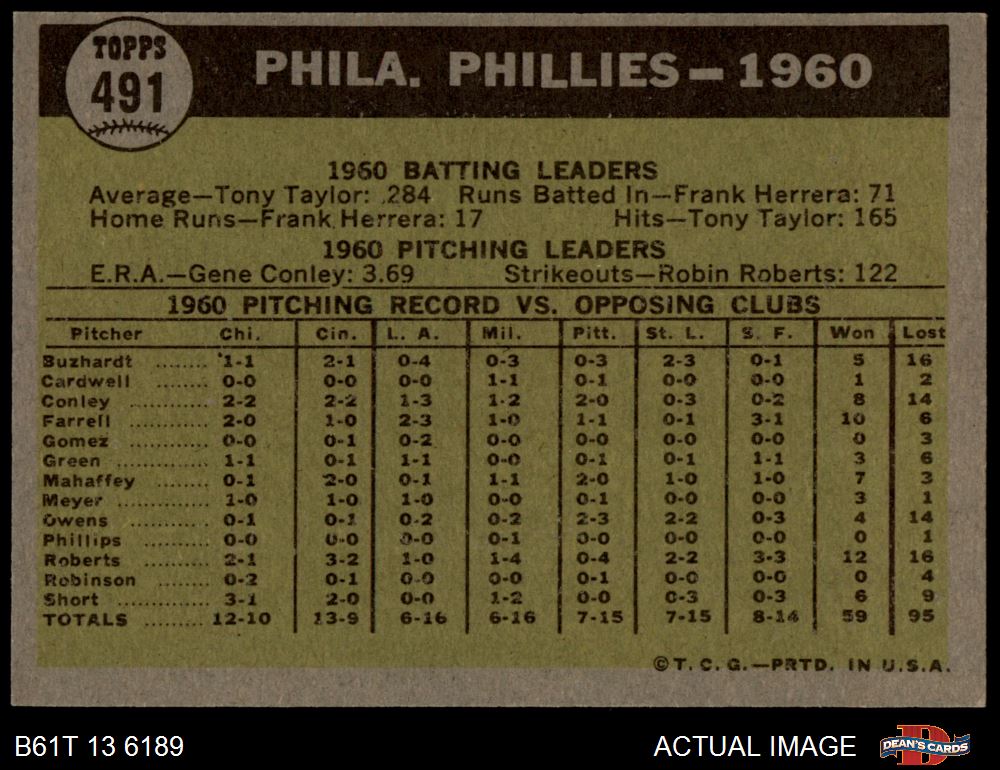 TOPPS
491
PHILA. PHILLIES — 1960
1960 BATTING LEADERS
Average—Tony Taylor: .284 Runs Batted In—Frank Herrera: 71
Home Runs—Frank Herrera: 17 Hits—Tony Taylor: 165
1960 PITCHING LEADERS
E.R.A.—Gene Conley: 3.69 Strikeouts—Robin Roberts: 122
1960 PITCHING RECORD VS. OPPOSING CLUBS
Pitcher Chi. Cin. L. A. Mil. Pitt. St. L. S. F. Won Lost
Buzhardt ........ 1-1 2-1 0-4 0-3 0-3 2-3 0-1 5 16
Cardwell ........... 0-0 0-0 0-0 1-1 0-1 0-0 0-0 1 2
Conley ............ 2-2 2-2 1-3 1-2 2-0 0-3 0-2 8 14
Farrell ............ 2-0 1-0 2-3 1-0 1-1 0-1 3-1 10 6
Gomez ............ 0-0 0-1 0-2 0-0 0-0 0-0 0-0 0 3
Green .............. 1-1 0-1 1-1 0-0 0-1 0-1 1-1 3 6
Mahaffey .......... 0-1 2-0 0-1 1-1 2-0 1-0 1-0 7 3
Meyer .............. 1-0 1-0 1-0 0-0 0-1 0-0 0-0 3 1
Owens ............ 0-1 0-1 0-2 0-2 2-3 2-2 0-3 4 14
Phillips .......... 0-0 0-0 0-0 0-1 0-0 0-0 0-0 0 1
Roberts .......... 2-1 3-2 1-0 1-4 0-4 2-2 3-3 12 16
Robinson ........ 0-2 0-1 0-0 0-0 0-1 0-0 0-0 0 4
Short .............. 3-1 2-0 0-0 1-2 0-0 0-3 0-3 6 9
TOTALS ......... 12-10 13-9 6-16 6-16 7-15 7-15 8-14 59 95
© T. C. G.—PRTD. IN U.S.A.
B61T 13 6189 ACTUAL IMAGE D DEAN'S CARDS